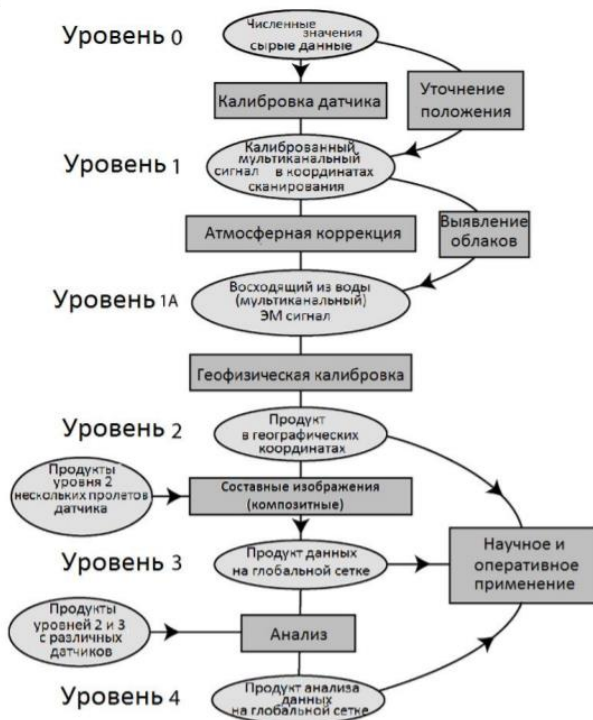 Уровень 0
Численные
значения
сырые данные
Калибровка датчика
Уточнение
положения
Уровень 1
Калиброванный
мультиканальный
сигнал в координатах
сканирования
Атмосферная коррекция
Выявление
облаков
Уровень 1А
Восходящий из воды
(мультиканальный)
ЭМ сигнал
Геофизическая калибровка
Уровень 2
Продукт
в географических
координатах
Продукты
уровня 2
нескольких пролетов
датчика
Составные изображения
(композитные)
Научное и
оперативное
применение
Уровень 3
Продукт данных
на глобальной сетке
Продукты
уровней 2 и 3
с различных
датчиков
Анализ
Уровень 4
Продукт анализа
данных
на глобальной сетке